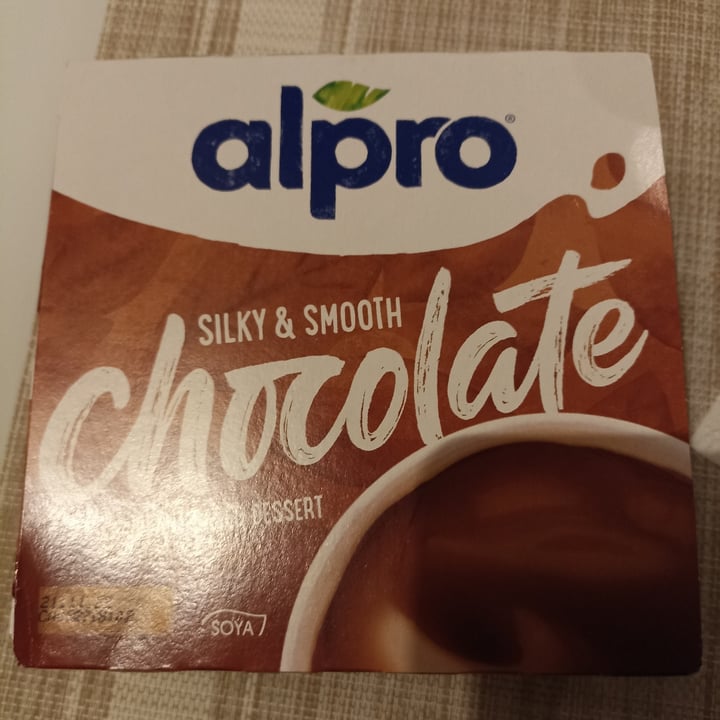 alpro®
SILKY & SMOOTH
chocolate
DESSERT
SOYA